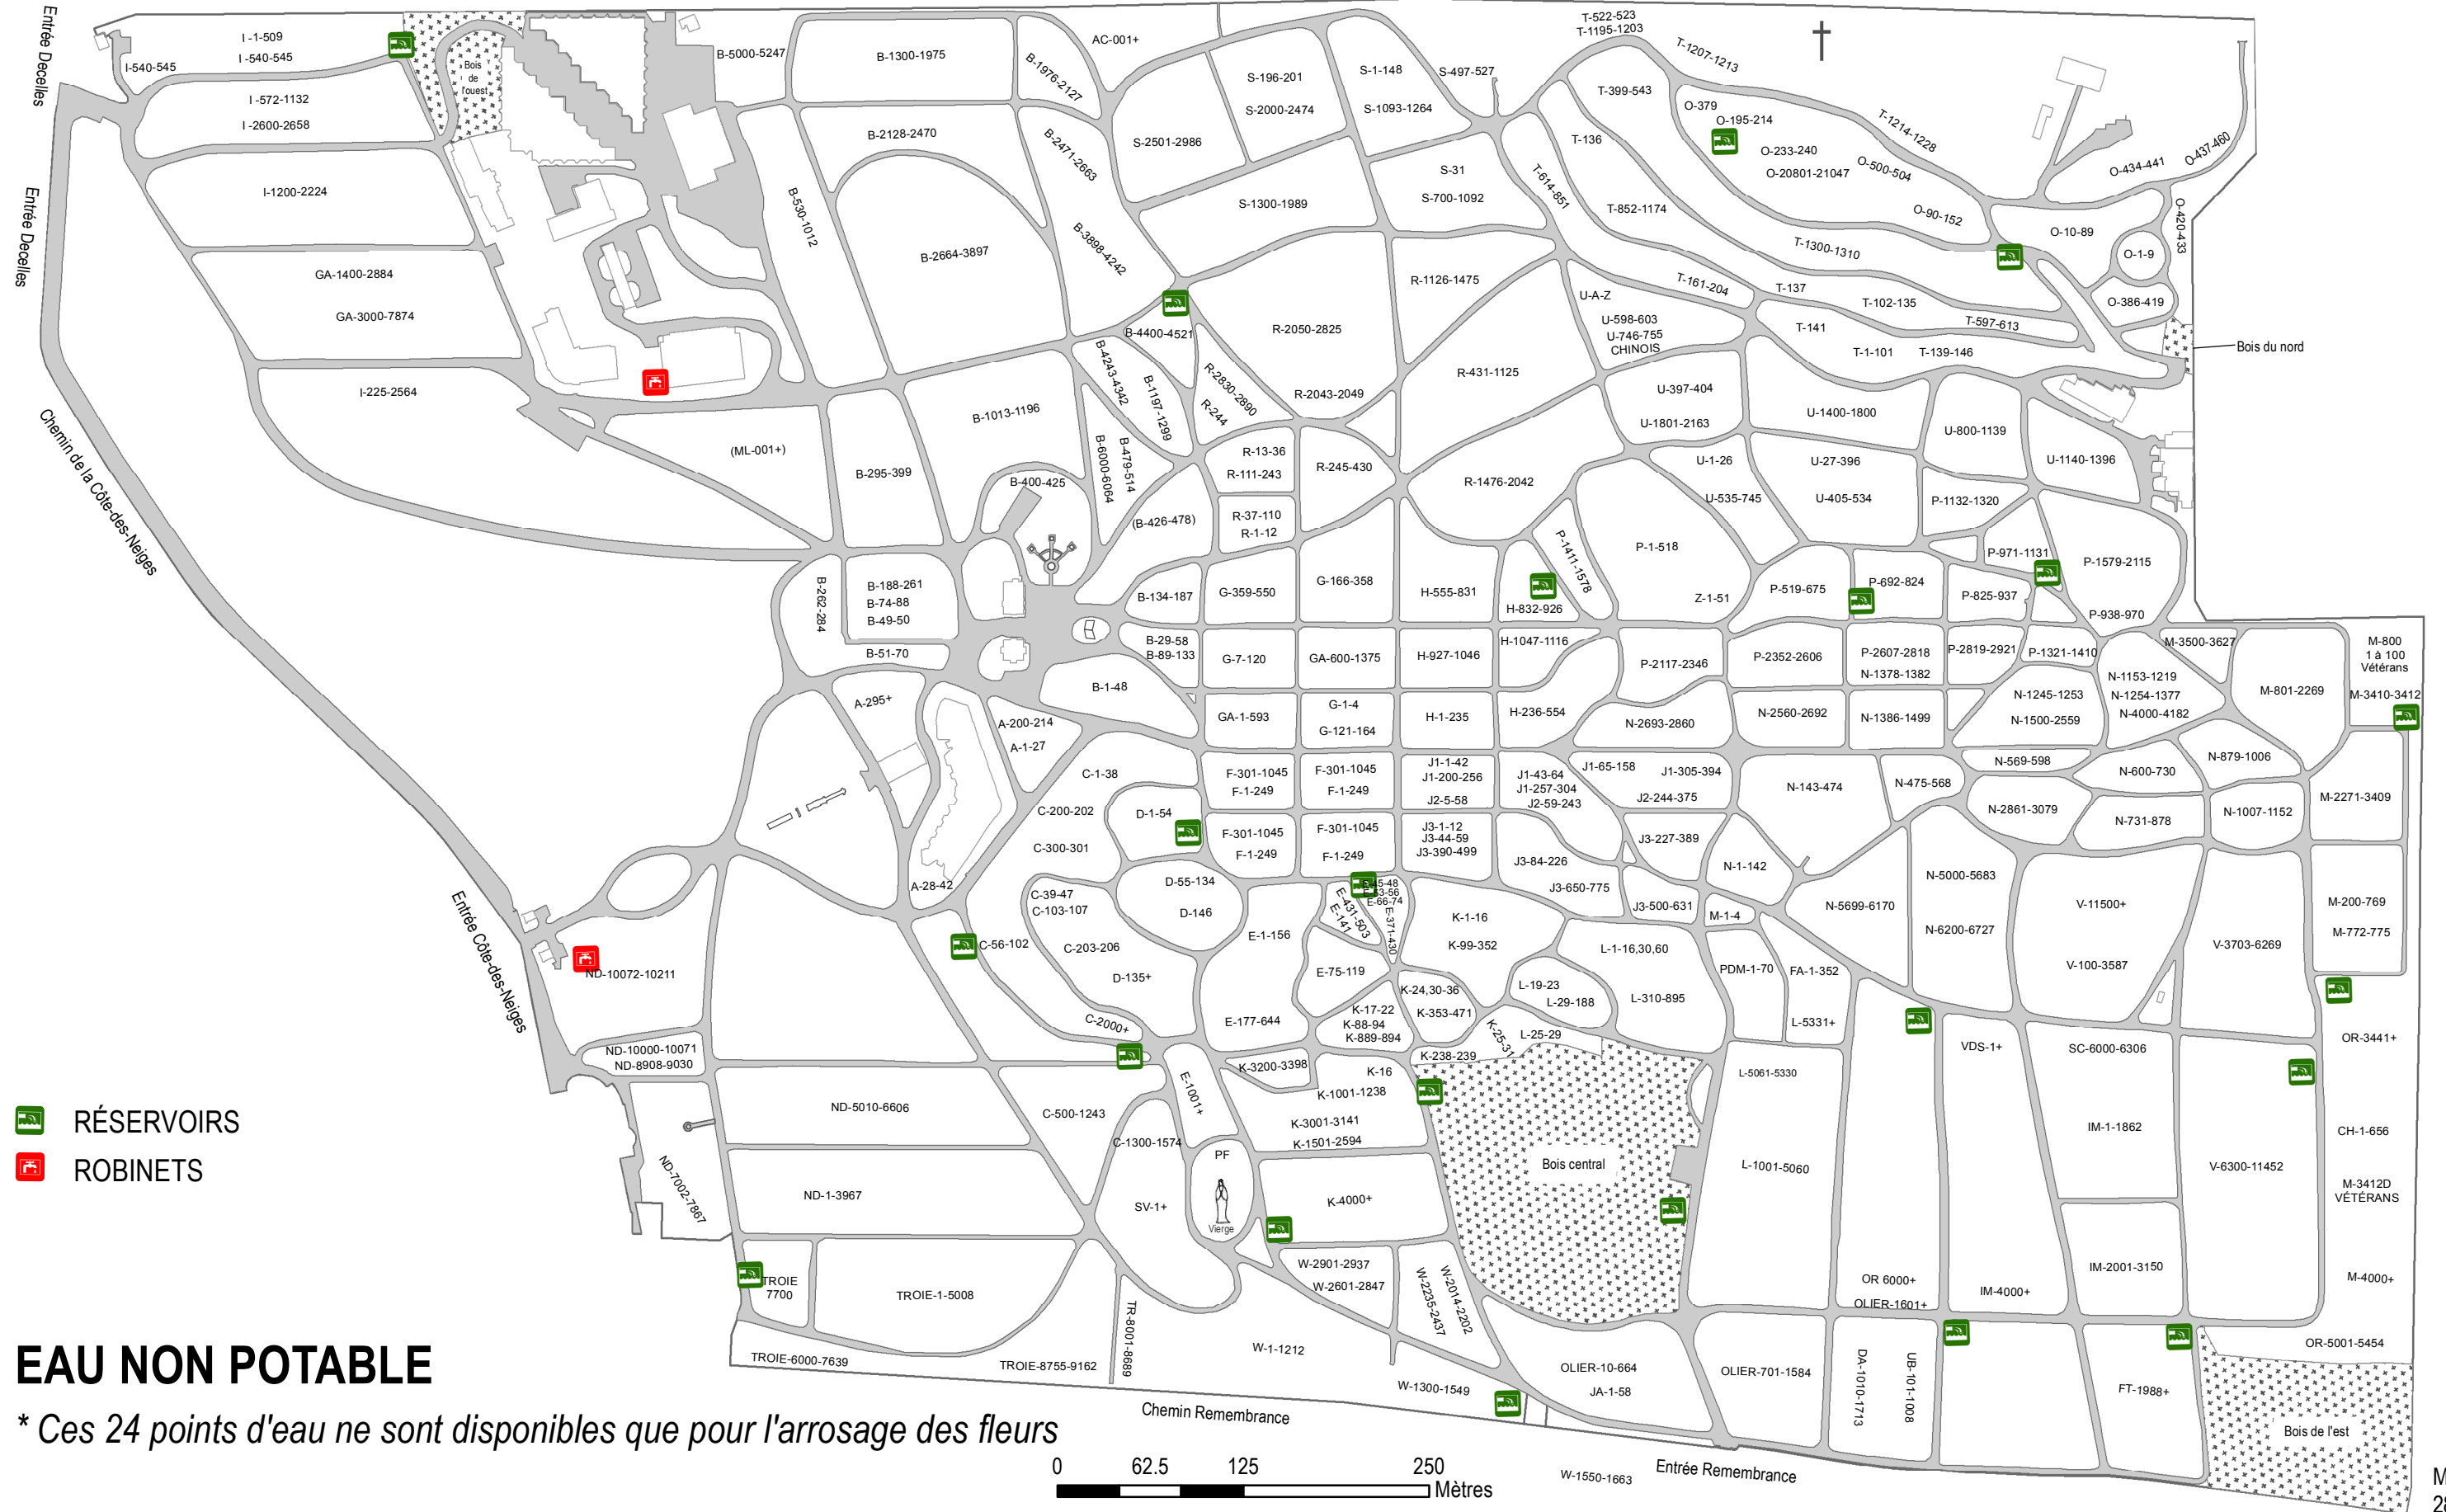 Entrée Decelles
I -1-509
I -540-545
I-540-545
I -572-1132
I -2600-2658
Bois
de
l'ouest
B-5000-5247
B-1300-1975
B-1976-2127
AC-001+
S-196-201
S-2000-2474
S-1-148
S-1093-1264
S-497-527
T-522-523
T-1195-1203
T-1207-1213
T-399-543
O-379
O-195-214
O-233-240
O-20801-21047
T-1214-1228
O-500-504
O-90-152
O-434-441
O-437-460
O-420-433
O-10-89
O-1-9
O-386-419
Bois du nord
Entrée Decelles
I-1200-2224
GA-1400-2884
GA-3000-7874
I-225-2564
B-530-1012
B-2128-2470
B-2471-2663
B-2664-3897
B-3898-4242
S-2501-2986
S-1300-1989
S-31
S-700-1092
T-136
T-614-851
T-852-1174
T-1300-1310
T-161-204
T-137
T-102-135
T-597-613
T-141
T-1-101
T-139-146
R-1126-1475
R-2050-2825
R-2043-2049
R-431-1125
U-A-Z
U-598-603
U-746-755
CHINOIS
U-397-404
U-1801-2163
U-1400-1800
U-800-1139
U-1140-1396
B-4400-4521
B-4243-4342
B-1197-1299
R-2830-2890
R-244
B-1013-1196
B-6000-6064
B-479-514
(ML-001+)
B-295-399
B-400-425
(B-426-478)
R-13-36
R-111-243
R-245-430
R-37-110
R-1-12
R-1476-2042
U-1-26
U-535-745
U-27-396
U-405-534
P-1132-1320
P-971-1131
P-1579-2115
P-1-518
Z-1-51
P-1411-1578
P-519-675
P-692-824
P-825-937
P-938-970
Chemin de la Côte-des-Neiges
B-262-284
B-188-261
B-74-88
B-49-50
B-51-70
B-134-187
G-359-550
G-166-358
H-555-831
H-832-926
B-29-58
B-89-133
G-7-120
GA-600-1375
H-927-1046
H-1047-1116
P-2117-2346
P-2352-2606
P-2607-2818
N-1378-1382
P-2819-2921
P-1321-1410
M-3500-3627
M-800
1 à 100
Vétérans
M-3410-3412
M-801-2269
N-1153-1219
N-1254-1377
N-4000-4182
N-1245-1253
N-1500-2559
A-295+
B-1-48
A-200-214
A-1-27
GA-1-593
G-1-4
G-121-164
H-1-235
H-236-554
N-2693-2860
N-2560-2692
N-1386-1499
N-569-598
N-600-730
N-879-1006
C-1-38
C-200-202
C-300-301
D-1-54
F-301-1045
F-1-249
F-301-1045
F-1-249
J1-1-42
J1-200-256
J2-5-58
J1-43-64
J1-257-304
J2-59-243
J1-65-158
J1-305-394
J2-244-375
N-143-474
N-475-568
N-2861-3079
N-731-878
N-1007-1152
M-2271-3409
F-301-1045
F-1-249
F-301-1045
F-1-249
J3-1-12
J3-44-59
J3-390-499
J3-84-226
J3-650-775
J3-227-389
J3-500-631
N-1-142
M-1-4
N-5000-5683
N-5699-6170
N-6200-6727
V-11500+
V-100-3587
V-3703-6269
M-200-769
M-772-775
A-28-42
C-39-47
C-103-107
C-56-102
C-203-206
D-135+
C-2000+
D-55-134
D-146
E-1-156
E-177-644
E-431-503
E-141
E-45-48
E-53-56
E-66-74
E-371-430
E-75-119
K-1-16
K-99-352
K-24,30-36
K-353-471
K-17-22
K-88-94
K-889-894
K-238-239
K-25-31
L-19-23
L-29-188
L-25-29
L-1-16,30,60
L-310-895
PDM-1-70
FA-1-352
L-5331+
Entrée Côte-des-Neiges
ND-10072-10211
ND-10000-10071
ND-8908-9030
ND-5010-6606
ND-1-3967
ND-7002-7867
C-500-1243
C-1300-1574
E-1001+
K-3200-3398
K-16
K-1001-1238
K-3001-3141
K-1501-2594
PF
Vierge
SV-1+
K-4000+
Bois central
L-5061-5330
L-1001-5060
VDS-1+
SC-6000-6306
IM-1-1862
IM-2001-3150
IM-4000+
OR 6000+
OLIER-1601+
V-6300-11452
OR-3441+
CH-1-656
M-3412D
VÉTÉRANS
M-4000+
OR-5001-5454
TROIE
7700
TROIE-1-5008
TROIE-6000-7639
TROIE-8755-9162
TR-8001-8689
W-2901-2937
W-2601-2847
W-2235-2437
W-2014-2202
W-1-1212
W-1300-1549
W-1550-1663
OLIER-10-664
JA-1-58
OLIER-701-1584
DA-1010-1713
UB-101-1008
FT-1988+
Bois de l'est
Chemin Remembrance
Entrée Remembrance
RÉSERVOIRS
ROBINETS
EAU NON POTABLE
* Ces 24 points d'eau ne sont disponibles que pour l'arrosage des fleurs
0 62.5 125 250
Mètres
M
28